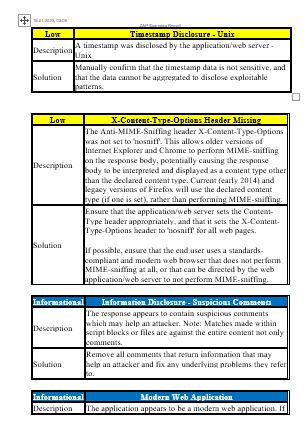 ZAP Scanning Report
Low Timestamp Disclosure - Unix
Description A timestamp was disclosed by the application/web server -
Unix
Solution Manually confirm that the timestamp data is not sensitive, and
that the data cannot be aggregated to disclose exploitable
patterns.
Low X-Content-Type-Options Header Missing
Description The Anti-MIME-Sniffing header X-Content-Type-Options
was not set to 'nosniff'. This allows older versions of
Internet Explorer and Chrome to perform MIME-sniffing
on the response body, potentially causing the response
body to be interpreted and displayed as a content type other
than the declared content type. Current (early 2014) and
legacy versions of Firefox will use the declared content
type (if one is set), rather than performing MIME-sniffing.
Solution Ensure that the application/web server sets the Content-
Type header appropriately, and that it sets the X-Content-
Type-Options header to 'nosniff' for all web pages.
If possible, ensure that the end user uses a standards-
compliant and modern web browser that does not perform
MIME-sniffing at all, or that can be directed by the web
application/web server to not perform MIME-sniffing.
Informational Information Disclosure - Suspicious Comments
Description The response appears to contain suspicious comments
which may help an attacker. Note: Matches made within
script blocks or files are against the entire content not only
comments.
Solution Remove all comments that return information that may
help an attacker and fix any underlying problems they refer
to.
Informational Modern Web Application
Description The application appears to be a modern web application. If